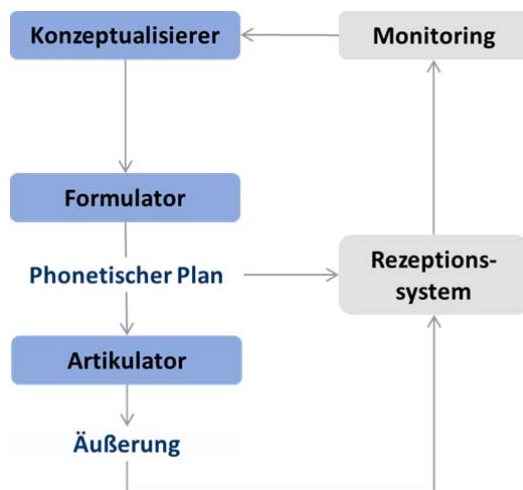 Konzeptualisierer
Monitoring
Formulator
Phonetischer Plan
Rezeptions-
system
Artikulator
Äußerung